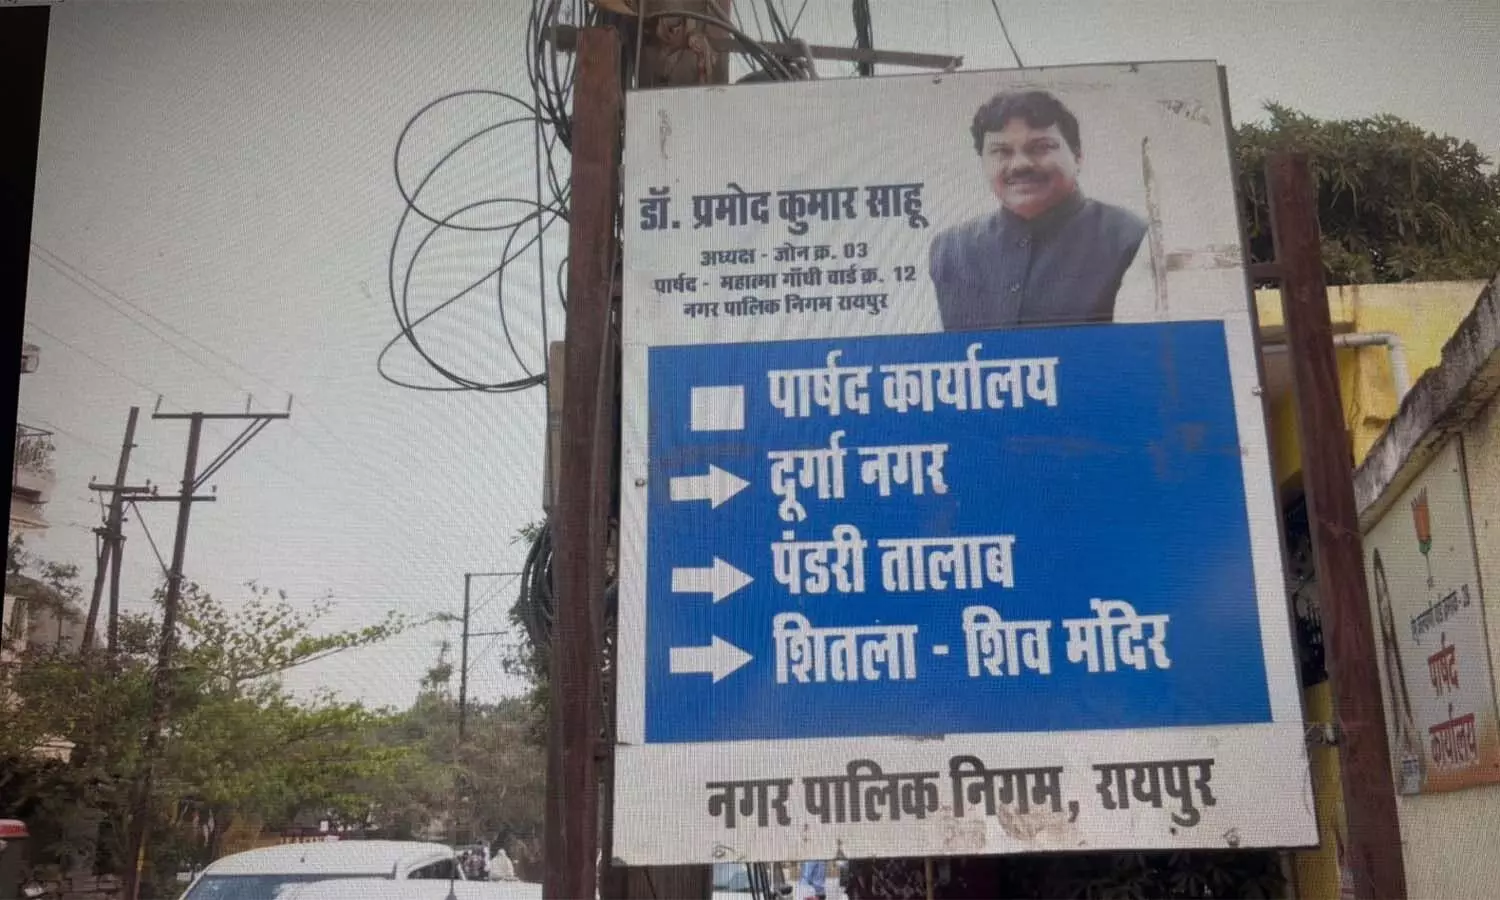 डॉ. प्रमोद कुमार साहू
अध्यक्ष - जोन क्र. 03
पार्षद - महात्मा गाँधी वार्ड क्र. 12
नगर पालिक निगम रायपुर
पार्षद कार्यालय
दूर्गा नगर
पंडरी तालाब
शितला - शिव मंदिर
नगर पालिक निगम, रायपुर
पार्षद
कार्यालय